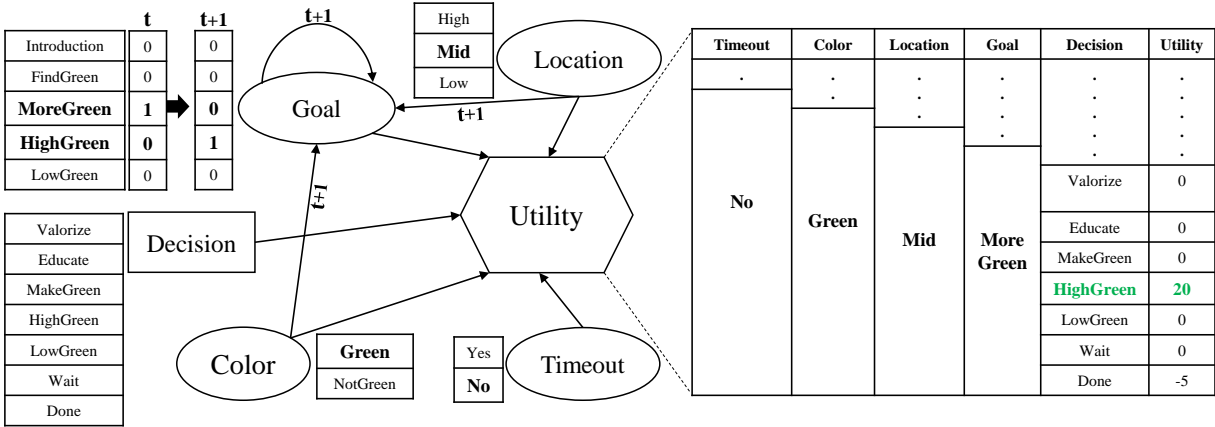 t t+1
Introduction 0 0
FindGreen 0 0
MoreGreen 1 0
HighGreen 0 1
LowGreen 0 0
Valorize
Educate
MakeGreen
HighGreen
LowGreen
Wait
Done
t+1
Goal
High
Mid
Low
Location
t+1
t+1
Decision
Utility
Color
Green
NotGreen
Yes
No
Timeout
Timeout Color Location Goal Decision Utility
. . . . . .
. . . . .
. . . .
. . .
. .
Valorize 0
No
Green
Mid
More
Green
Educate 0
MakeGreen 0
HighGreen 20
LowGreen 0
Wait 0
Done -5